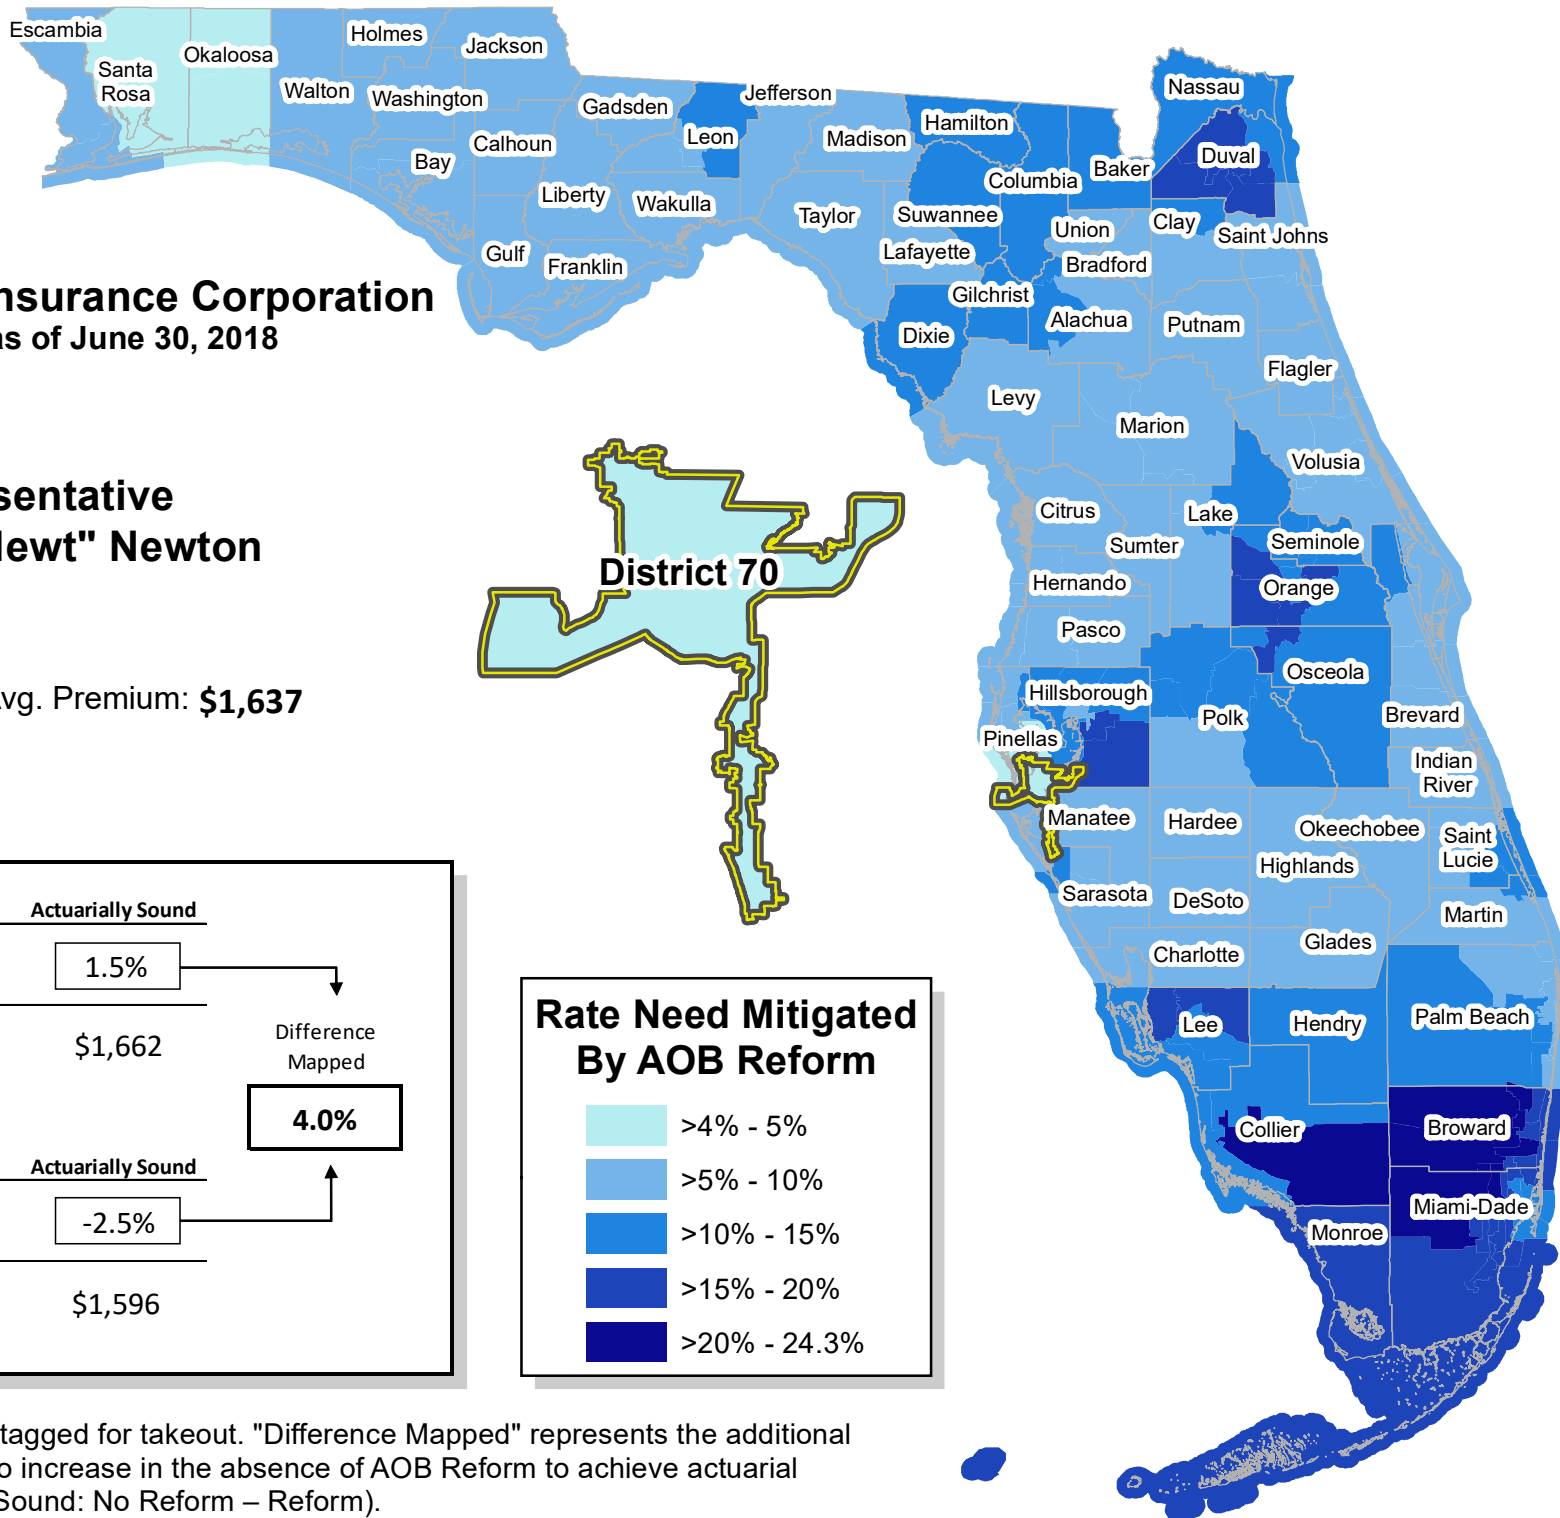 Escambia
Santa
Rosa
Okaloosa
Holmes
Jackson
Walton
Washington
Gadsden
Jefferson
Leon
Madison
Hamilton
Nassau
Duval
Baker
Columbia
Calhoun
Bay
Liberty
Wakulla
Taylor
Suwannee
Lafayette
Union
Clay
Saint Johns
Bradford
Gulf
Franklin
Gilchrist
Alachua
Dixie
Putnam
Flagler
Levy
Marion
Volusia
nsurance Corporation
as of June 30, 2018
sentative
lewt" Newton
vg. Premium: $1,637
District 70
Citrus
Lake
Sumter
Seminole
Orange
Hernando
Pasco
Osceola
Hillsborough
Polk
Brevard
Pinellas
Indian
River
Manatee
Hardee
Okeechobee
Saint
Lucie
Highlands
Sarasota
DeSoto
Martin
Glades
Charlotte
Lee
Hendry
Palm Beach
Collier
Broward
Miami-Dade
Monroe
Actuarially Sound
1.5%
$1,662
Difference
Mapped
4.0%
Actuarially Sound
-2.5%
$1,596
Rate Need Mitigated
By AOB Reform
>4% - 5%
>5% - 10%
>10% - 15%
>15% - 20%
>20% - 24.3%
tagged for takeout. "Difference Mapped" represents the additional
o increase in the absence of AOB Reform to achieve actuarial
Sound: No Reform – Reform).